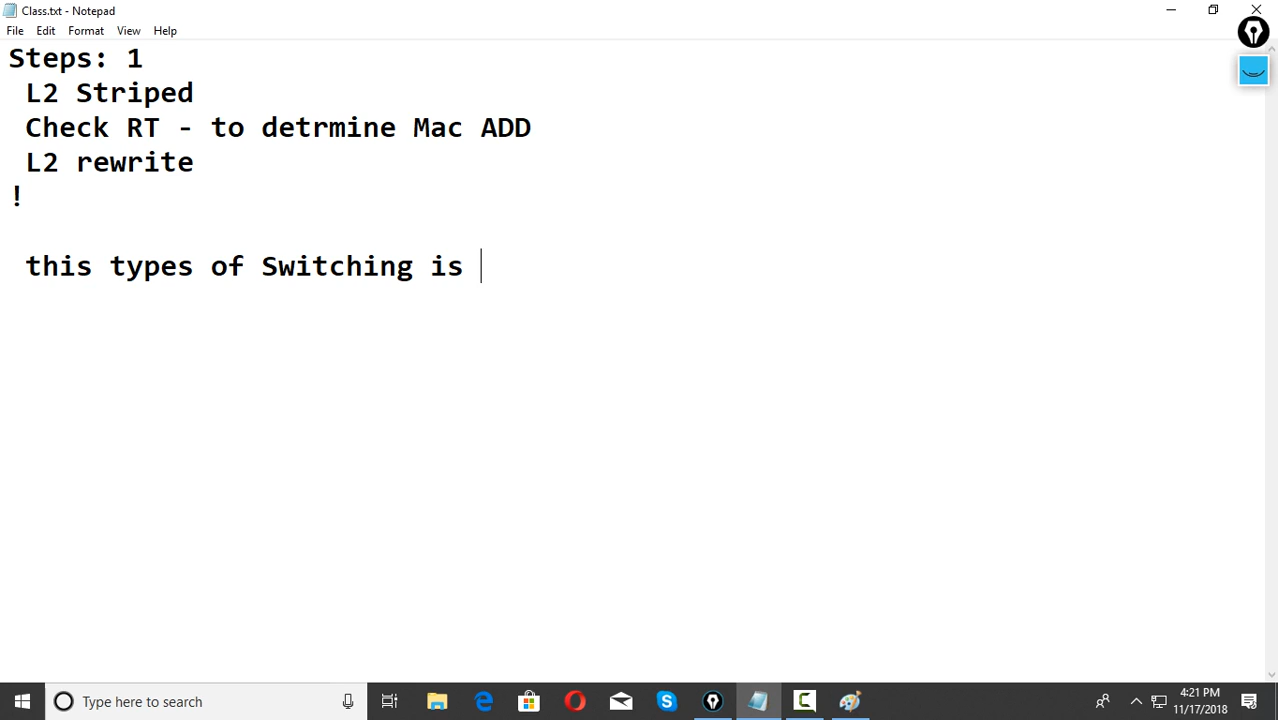 Class.txt - Notepad
File Edit Format View Help
Steps: 1
L2 Striped
Check RT - to detrmine Mac ADD
L2 rewrite
!
this types of Switching is
Type here to search
4:21 PM
11/17/2018